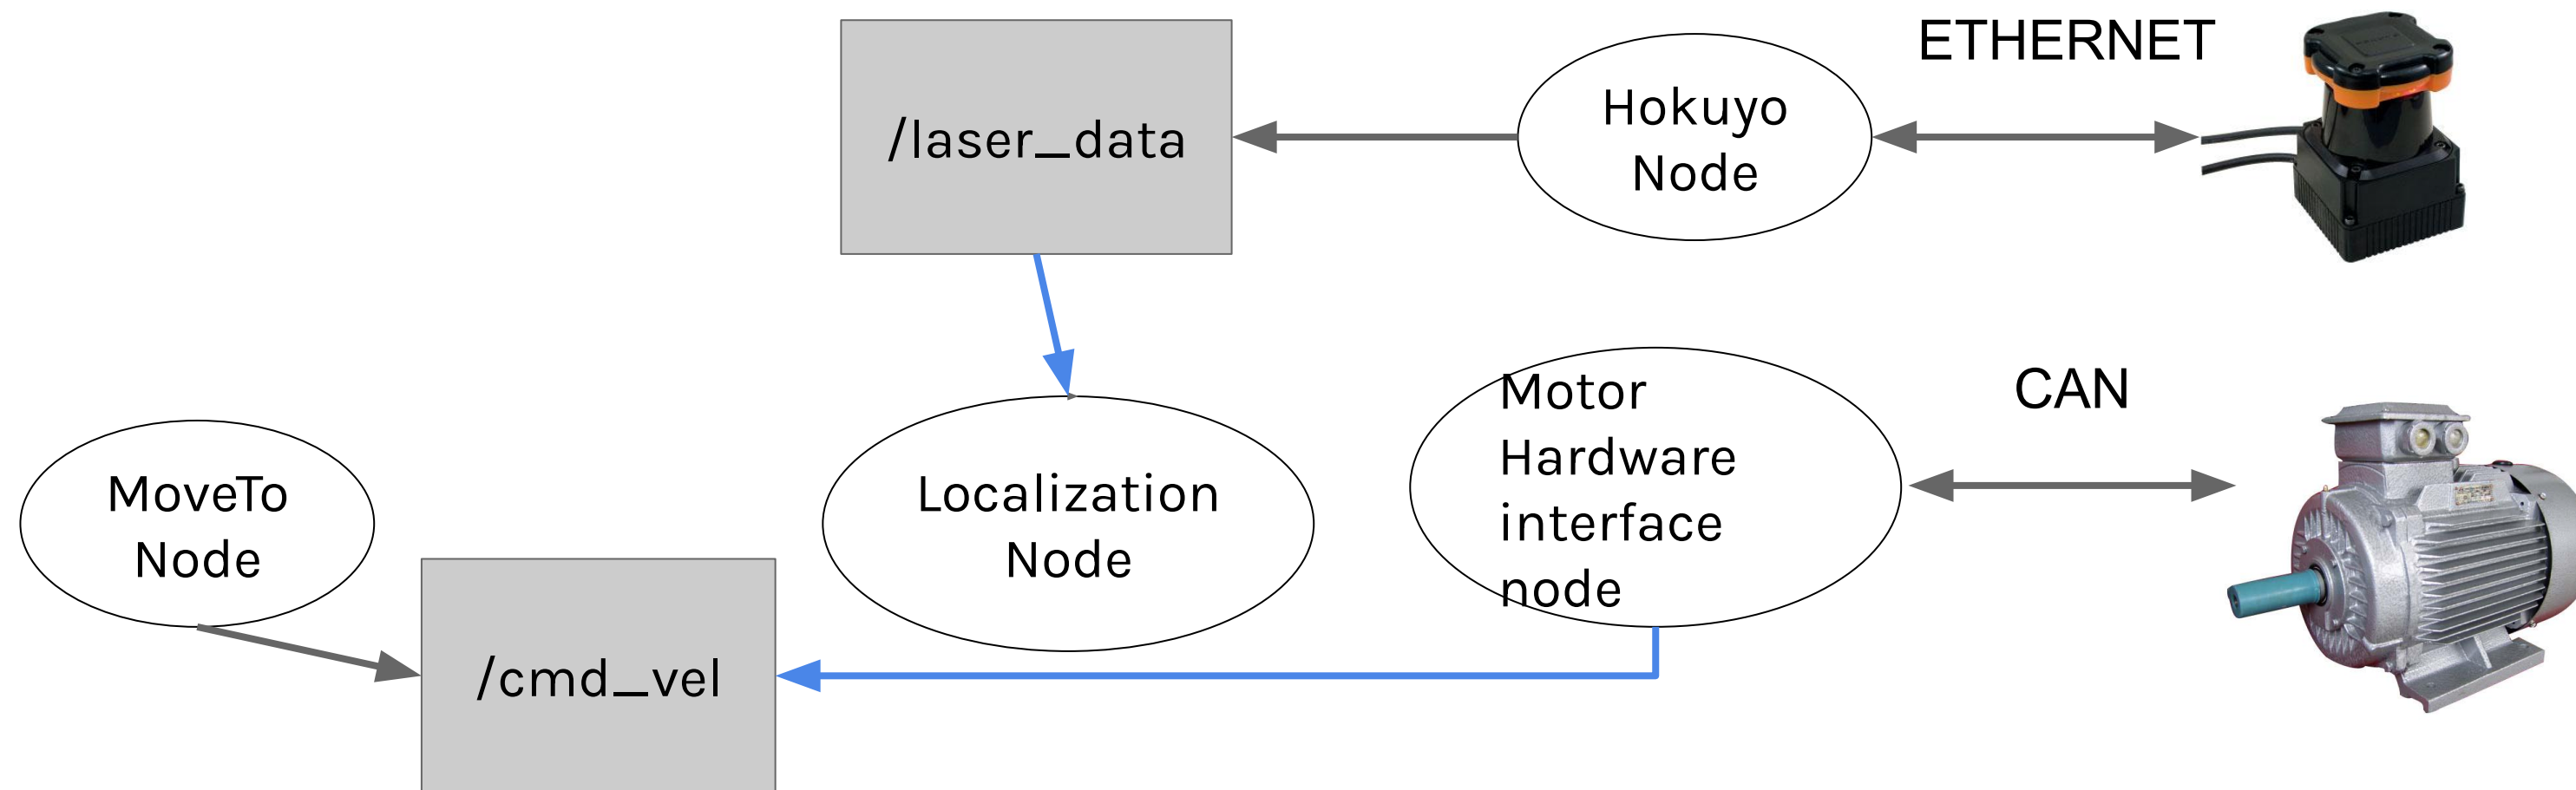 ETHERNET
/laser_data
Hokuyo
Node
CAN
MoveTo
Node
Localization
Node
Motor
Hardware
interface
node
/cmd_vel